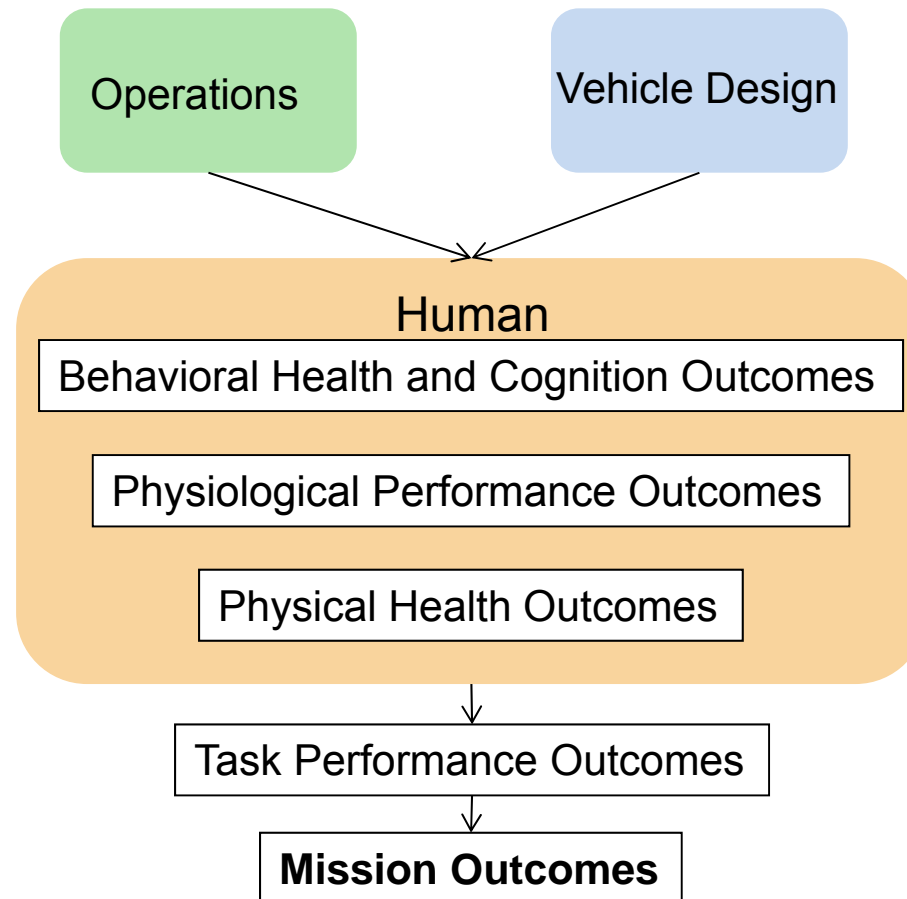 Operations
Vehicle Design
Human
Behavioral Health and Cognition Outcomes
Physiological Performance Outcomes
Physical Health Outcomes
Task Performance Outcomes
Mission Outcomes